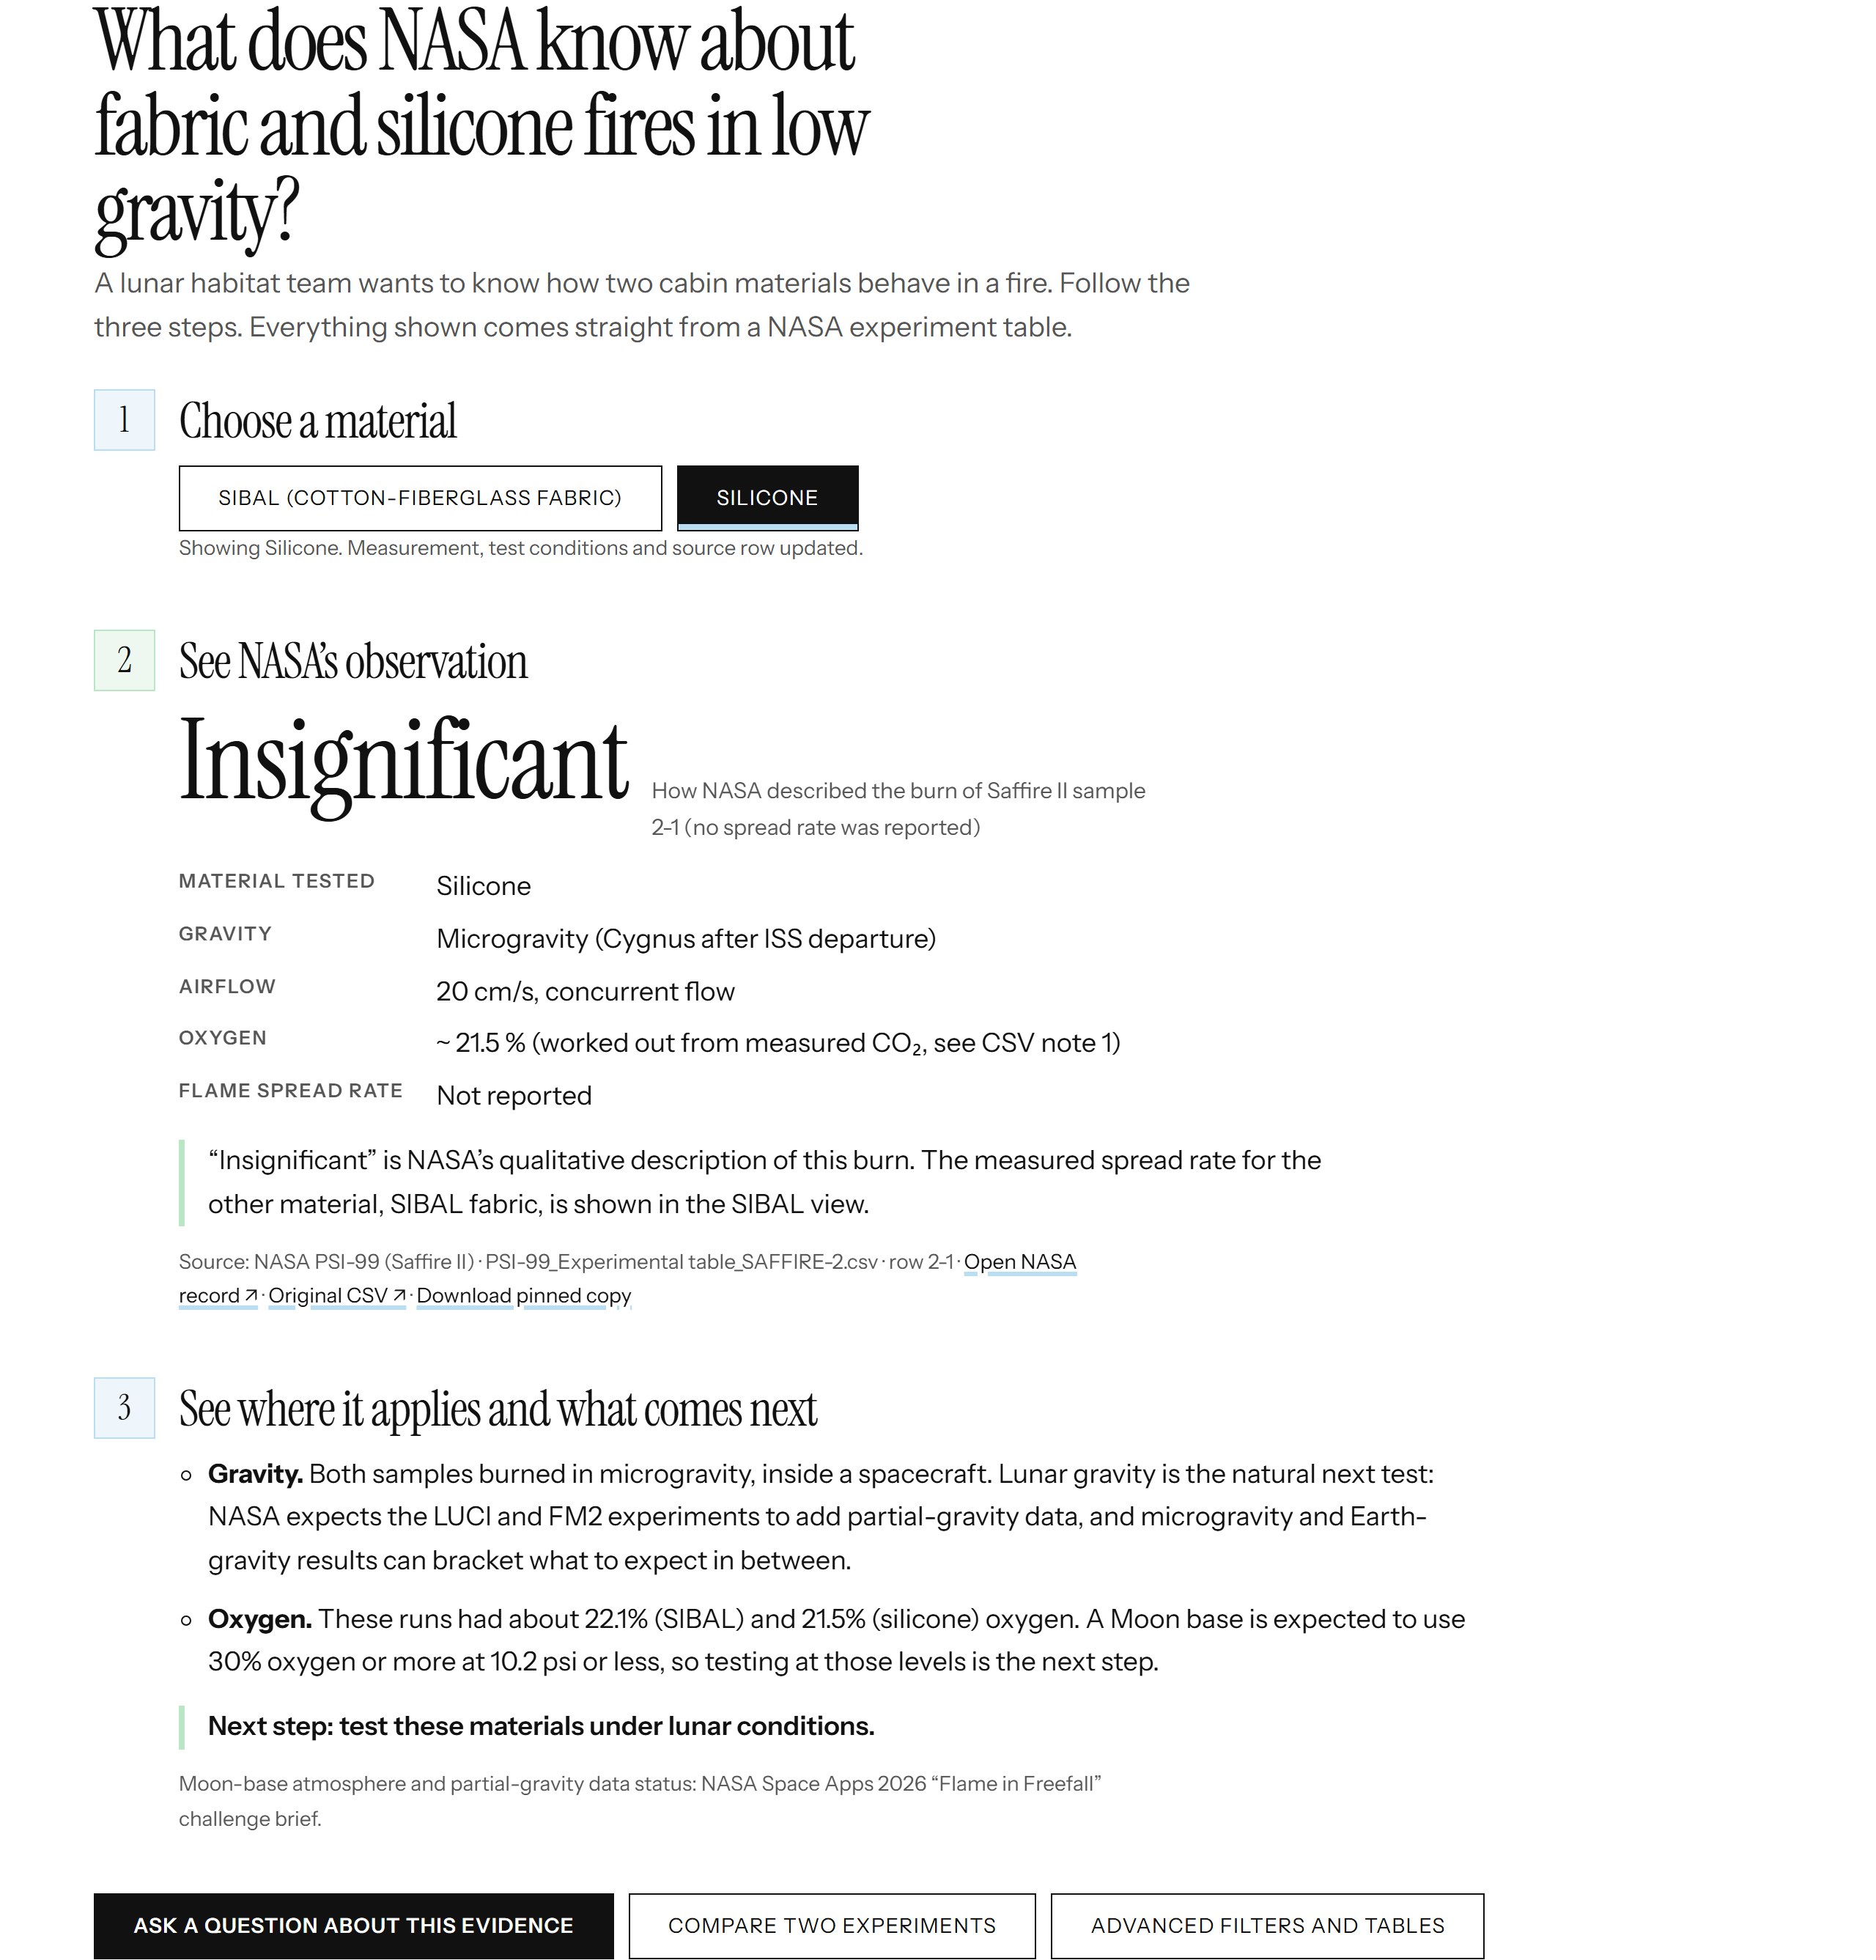 What does NASA know about
fabric and silicone fires in low
gravity?
A lunar habitat team wants to know how two cabin materials behave in a fire. Follow the
three steps. Everything shown comes straight from a NASA experiment table.
1
Choose a material
SIBAL (COTTON-FIBERGLASS FABRIC)
SILICONE
Showing Silicone. Measurement, test conditions and source row updated.
2
See NASA’s observation
Insignificant
How NASA described the burn of Saffire II sample
2-1 (no spread rate was reported)
MATERIAL TESTED
Silicone
GRAVITY
Microgravity (Cygnus after ISS departure)
AIRFLOW
20 cm/s, concurrent flow
OXYGEN
~ 21.5 % (worked out from measured CO₂, see CSV note 1)
FLAME SPREAD RATE
Not reported
“Insignificant” is NASA’s qualitative description of this burn. The measured spread rate for the
other material, SIBAL fabric, is shown in the SIBAL view.
Source: NASA PSI-99 (Saffire II) · PSI-99_Experimental table_SAFFIRE-2.csv · row 2-1 · Open NASA
record ↗ · Original CSV ↗ · Download pinned copy
3
See where it applies and what comes next
Gravity. Both samples burned in microgravity, inside a spacecraft. Lunar gravity is the natural next test:
NASA expects the LUCI and FM2 experiments to add partial-gravity data, and microgravity and Earth-
gravity results can bracket what to expect in between.
Oxygen. These runs had about 22.1% (SIBAL) and 21.5% (silicone) oxygen. A Moon base is expected to use
30% oxygen or more at 10.2 psi or less, so testing at those levels is the next step.
Next step: test these materials under lunar conditions.
Moon-base atmosphere and partial-gravity data status: NASA Space Apps 2026 “Flame in Freefall”
challenge brief.
ASK A QUESTION ABOUT THIS EVIDENCE
COMPARE TWO EXPERIMENTS
ADVANCED FILTERS AND TABLES